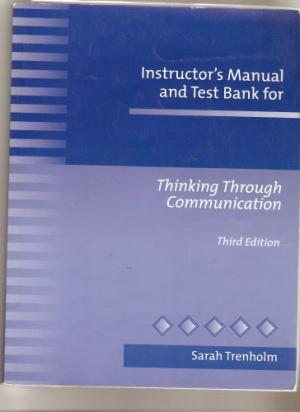 Instructor's Manual
and Test Bank for
Thinking Through
Communication
Third Edition
Sarah Trenholm